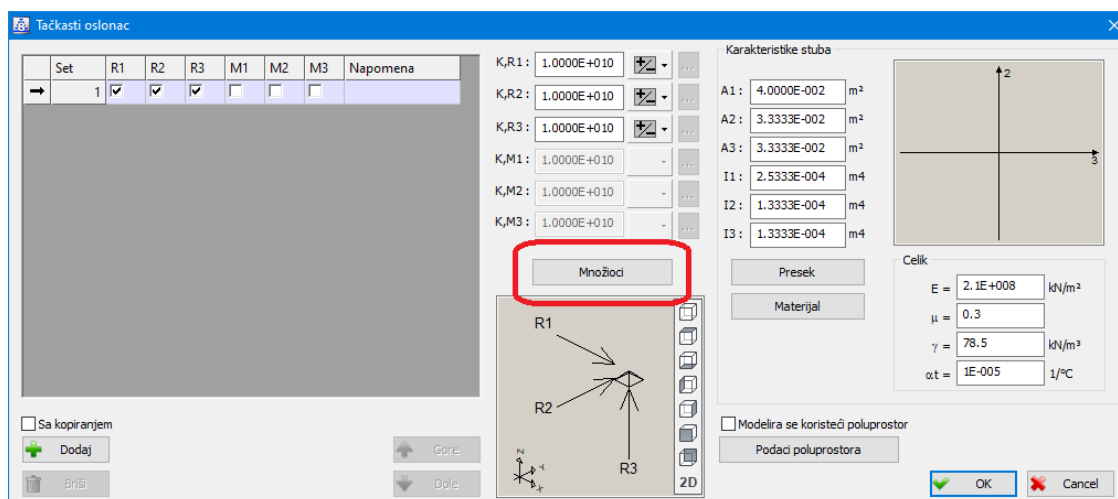 Tačkasti oslonac
Set R1 R2 R3 M1 M2 M3 Napomena
1
K,R1: 1.0000E+010 ...
K,R2: 1.0000E+010 ...
K,R3: 1.0000E+010 ...
K,M1: 1.0000E+010 ...
K,M2: 1.0000E+010 ...
K,M3: 1.0000E+010 ...
Množioci
R1
R2
R3
N
2D
Karakteristike stuba
A1: 4.0000E-002 m²
A2: 3.3333E-002 m²
A3: 3.3333E-002 m²
I1: 2.5333E-004 m4
I2: 1.3333E-004 m4
I3: 1.3333E-004 m4
Presek
Materijal
2
3
Celik
E = 2.1E+008 kN/m²
μ = 0.3
γ = 78.5 kN/m³
αt = 1E-005 1/°C
Sa kopiranjem
Dodaj
Briši
Gore
Dole
Modelira se koristeći poluprostor
Podaci poluprostora
OK
Cancel